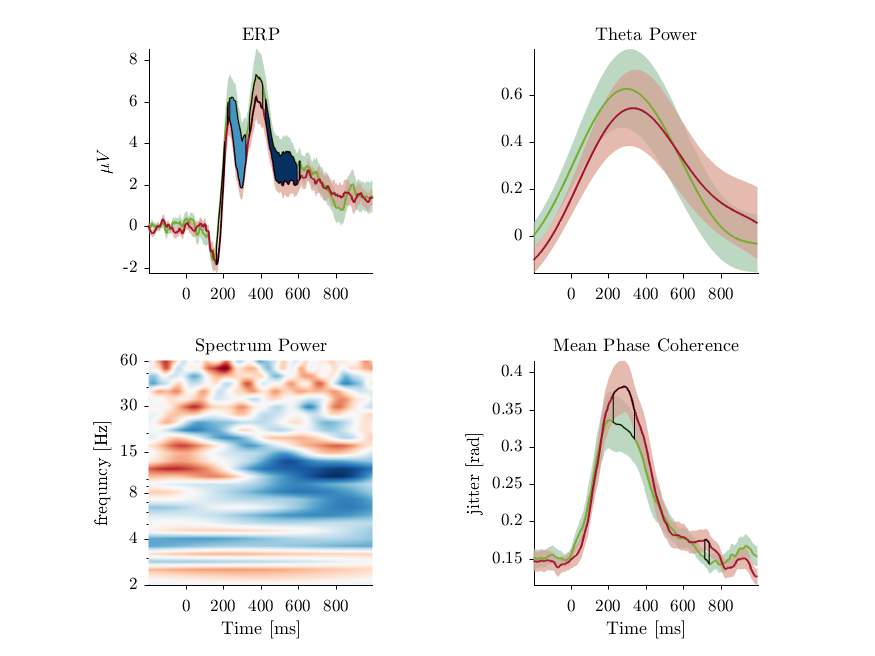 ERP
μV
8
6
4
2
0
-2
0 200 400 600 800
Theta Power
0.6
0.4
0.2
0
0 200 400 600 800
Spectrum Power
frequncy [Hz]
60
30
15
8
4
2
0 200 400 600 800
Time [ms]
Mean Phase Coherence
jitter [rad]
0.4
0.35
0.3
0.25
0.2
0.15
0 200 400 600 800
Time [ms]